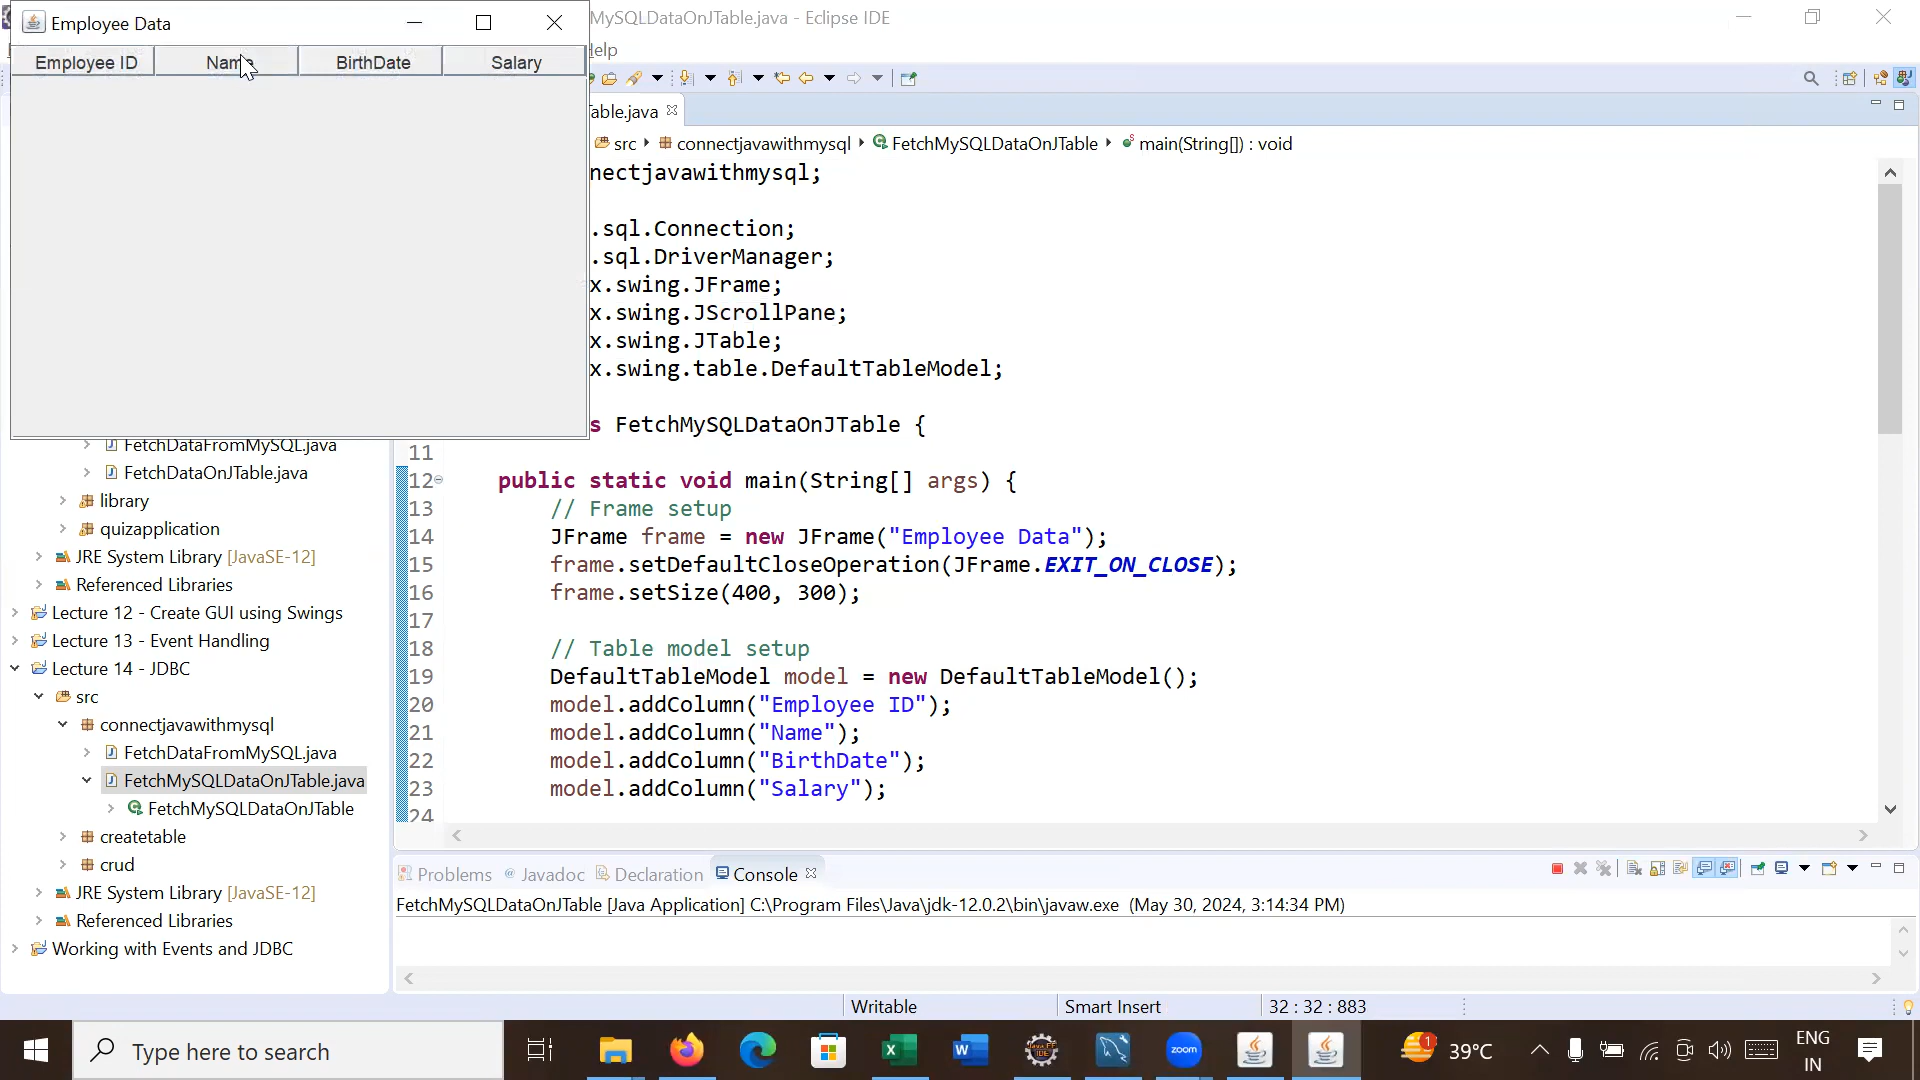 Employee Data
MySQLDataOnJTable.java - Eclipse IDE
Employee ID Name BirthDate Salary
Help
Table.java
src connectjavawithmysql FetchMySQLDataOnJTable main(String[]) : void
nectjavawithmysql;
.sql.Connection;
.sql.DriverManager;
x.swing.JFrame;
x.swing.JScrollPane;
x.swing.JTable;
x.swing.table.DefaultTableModel;
s FetchMySQLDataOnJTable {
11
12 public static void main(String[] args) {
13 // Frame setup
14 JFrame frame = new JFrame("Employee Data");
15 frame.setDefaultCloseOperation(JFrame.EXIT_ON_CLOSE);
16 frame.setSize(400, 300);
17
18 // Table model setup
19 DefaultTableModel model = new DefaultTableModel();
20 model.addColumn("Employee ID");
21 model.addColumn("Name");
22 model.addColumn("BirthDate");
23 model.addColumn("Salary");
24
FetchDataFromMySQL.java
FetchDataOnJTable.java
library
quizapplication
JRE System Library [JavaSE-12]
Referenced Libraries
Lecture 12 - Create GUI using Swings
Lecture 13 - Event Handling
Lecture 14 - JDBC
src
connectjavawithmysql
FetchDataFromMySQL.java
FetchMySQLDataOnJTable.java
FetchMySQLDataOnJTable
createtable
crud
JRE System Library [JavaSE-12]
Referenced Libraries
Working with Events and JDBC
Problems @ Javadoc Declaration Console
FetchMySQLDataOnJTable [Java Application] C:\Program Files\Java\jdk-12.0.2\bin\javaw.exe (May 30, 2024, 3:14:34 PM)
Writable Smart Insert 32 : 32 : 883
Type here to search
zoom
1
39°C
ENG
IN